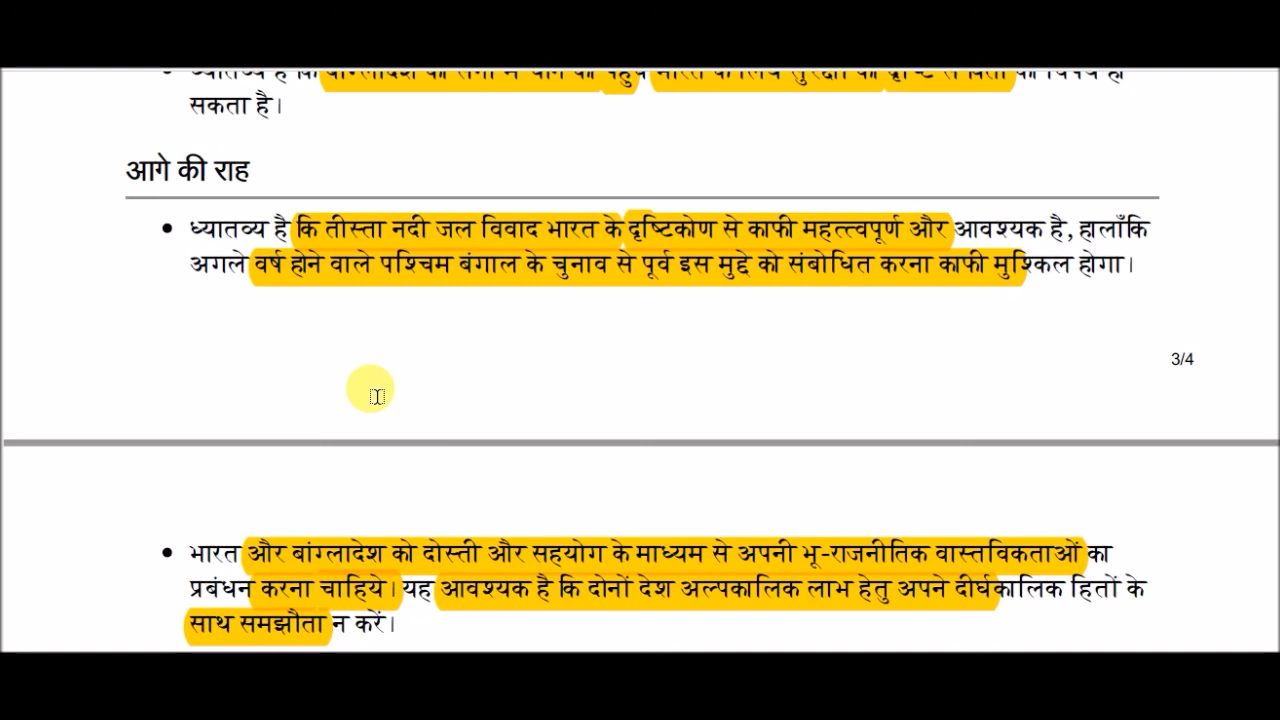 सकता है।
आगे की राह
• ध्यातव्य है कि तीस्ता नदी जल विवाद भारत के दृष्टिकोण से काफी महत्त्वपूर्ण और आवश्यक है, हालाँकि
अगले वर्ष होने वाले पश्चिम बंगाल के चुनाव से पूर्व इस मुद्दे को संबोधित करना काफी मुश्किल होगा।
3/4
• भारत और बांग्लादेश को दोस्ती और सहयोग के माध्यम से अपनी भू-राजनीतिक वास्तविकताओं का
प्रबंधन करना चाहिये। यह आवश्यक है कि दोनों देश अल्पकालिक लाभ हेतु अपने दीर्घकालिक हितों के
साथ समझौता न करें।